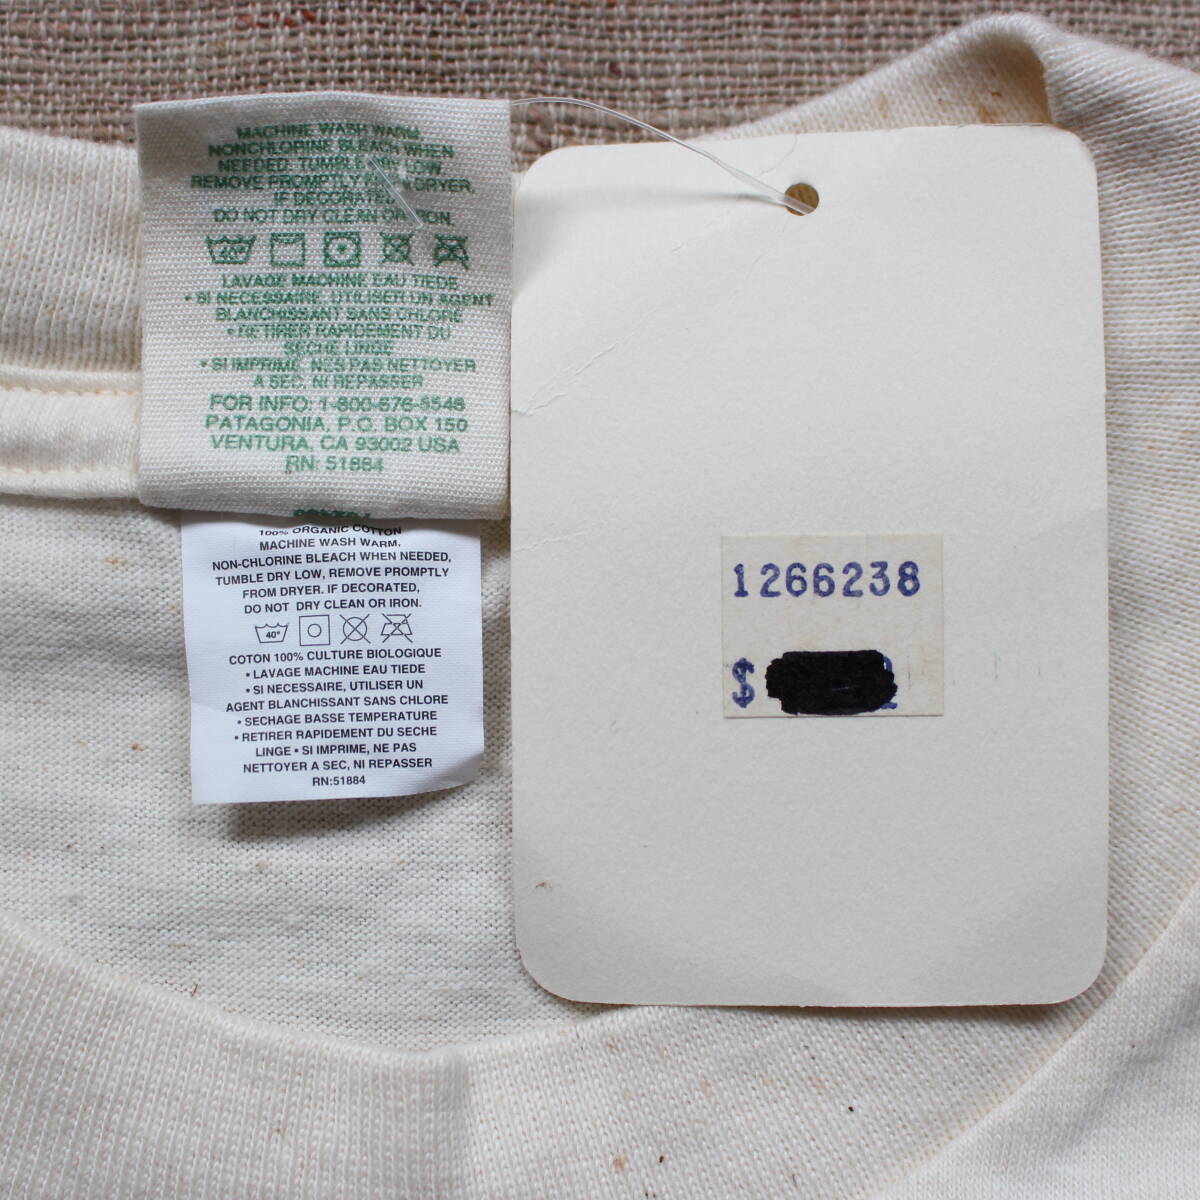 MACHINE WASH WARM,
NONCHLORINE BLEACH WHEN
NEEDED. TUMBLE DRY LOW
REMOVE PROMPTLY FROM DRYER.
IF DECORATED,
DO NOT DRY CLEAN OR IRON.
40°
LAVAGE MACHINE EAU TIEDE
• SI NECESSAIRE, UTILISER UN AGENT
BLANCHISSANT SANS CHLORE
• RETIRER RAPIDEMENT DU
SECHE LINGE
• SI IMPRIME, NES PAS NETTOYER
A SEC, NI REPASSER
FOR INFO: 1-800-676-5546
PATAGONIA, P.O. BOX 150
VENTURA, CA 93002 USA
RN: 51884
100% ORGANIC COTTON
MACHINE WASH WARM.
NON-CHLORINE BLEACH WHEN NEEDED,
TUMBLE DRY LOW, REMOVE PROMPTLY
FROM DRYER. IF DECORATED,
DO NOT DRY CLEAN OR IRON.
40°
COTON 100% CULTURE BIOLOGIQUE
• LAVAGE MACHINE EAU TIEDE
• SI NECESSAIRE, UTILISER UN
AGENT BLANCHISSANT SANS CHLORE
• SECHAGE BASSE TEMPERATURE
• RETIRER RAPIDEMENT DU SECHE
LINGE • SI IMPRIME, NE PAS
NETTOYER A SEC, NI REPASSER
RN:51884
1266238
$